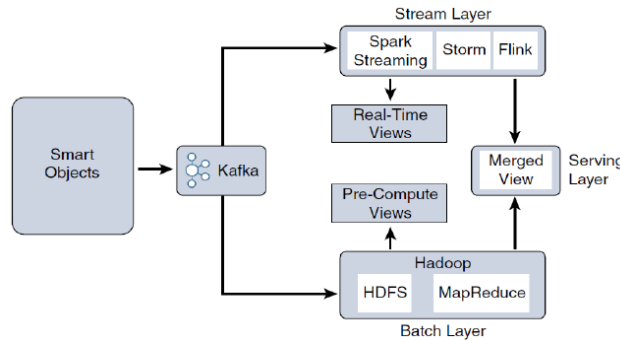 Stream Layer
Spark
Streaming
Storm
Flink
Real-Time
Views
Smart
Objects
Kafka
Merged
View
Serving
Layer
Pre-Compute
Views
Hadoop
HDFS
MapReduce
Batch Layer